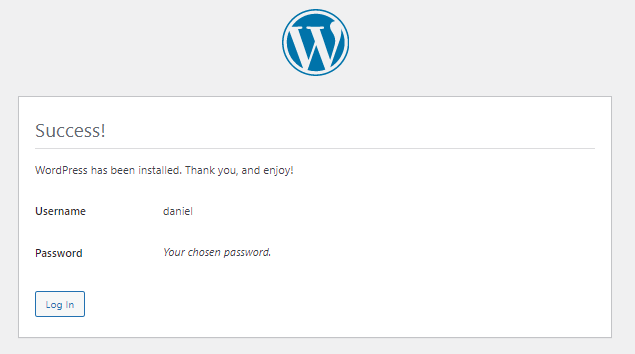 Success!
WordPress has been installed. Thank you, and enjoy!
Username daniel
Password Your chosen password.
Log In